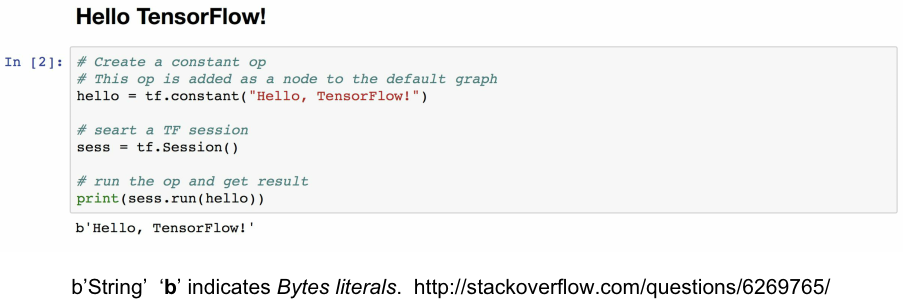 Hello TensorFlow!
In [2]: # Create a constant op
# This op is added as a node to the default graph
hello = tf.constant("Hello, TensorFlow!")
# seart a TF session
sess = tf.Session()
# run the op and get result
print(sess.run(hello))
b'Hello, TensorFlow!'
b’String’ ‘b’ indicates Bytes literals. http://stackoverflow.com/questions/6269765/